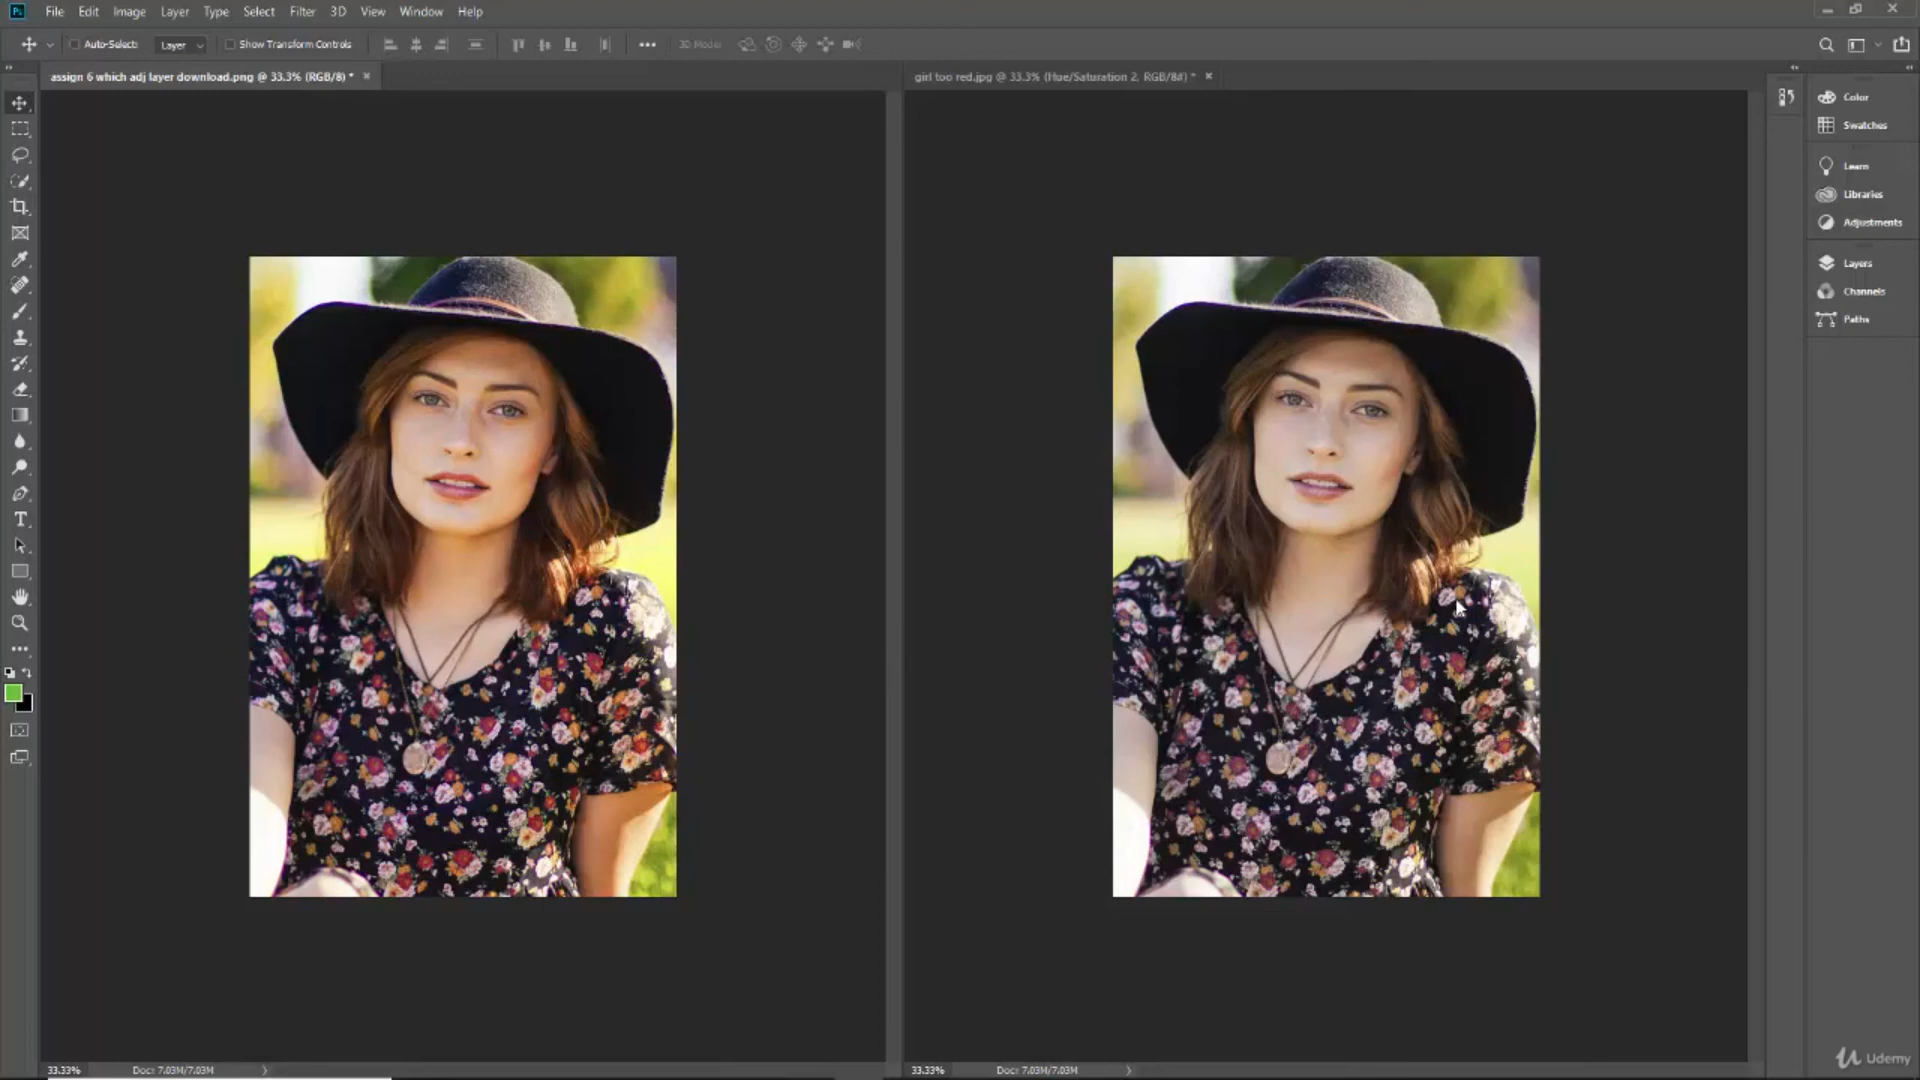 Ps File Edit Image Layer Type Select Filter 3D View Window Help
Auto-Select: Layer Show Transform Controls 3D Mode:
assign 6 which adj layer download.png @ 33.3% (RGB/8) *
girl too red.jpg @ 33.3% (Hue/Saturation 2, RGB/8#) *
Color
Swatches
Learn
Libraries
Adjustments
Layers
Channels
Paths
33.33% Doc: 7.03M/7.03M
33.33% Doc: 7.03M/7.03M
Udemy